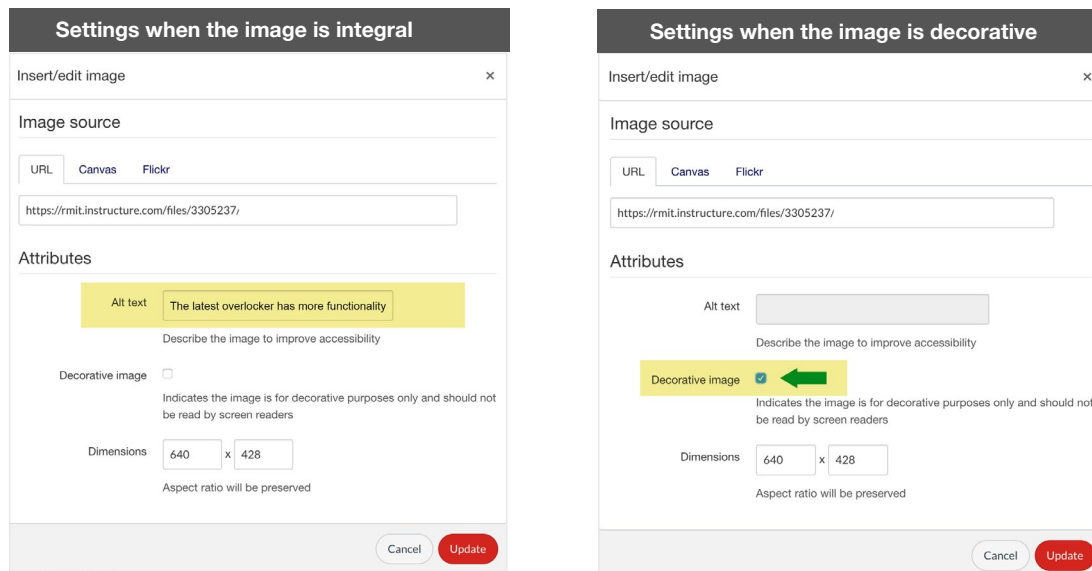 Settings when the image is integral
Insert/edit image ×
Image source
URL Canvas Flickr
https://rmit.instructure.com/files/3305237/
Attributes
Alt text The latest overlocker has more functionality
Describe the image to improve accessibility
Decorative image
Indicates the image is for decorative purposes only and should not
be read by screen readers
Dimensions 640 x 428
Aspect ratio will be preserved
Cancel Update
Settings when the image is decorative
Insert/edit image ×
Image source
URL Canvas Flickr
https://rmit.instructure.com/files/3305237/
Attributes
Alt text
Describe the image to improve accessibility
Decorative image
Indicates the image is for decorative purposes only and should not
be read by screen readers
Dimensions 640 x 428
Aspect ratio will be preserved
Cancel Update